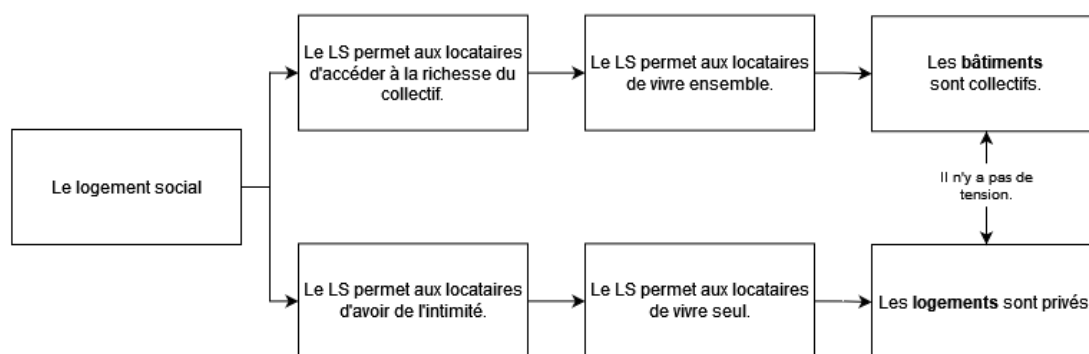 Le LS permet aux locataires
d'accéder à la richesse du
collectif.
Le LS permet aux locataires
de vivre ensemble.
Les bâtiments
sont collectifs.
Le logement social
Il n'y a pas de
tension.
Le LS permet aux locataires
d'avoir de l'intimité.
Le LS permet aux locataires
de vivre seul.
Les logements sont privés